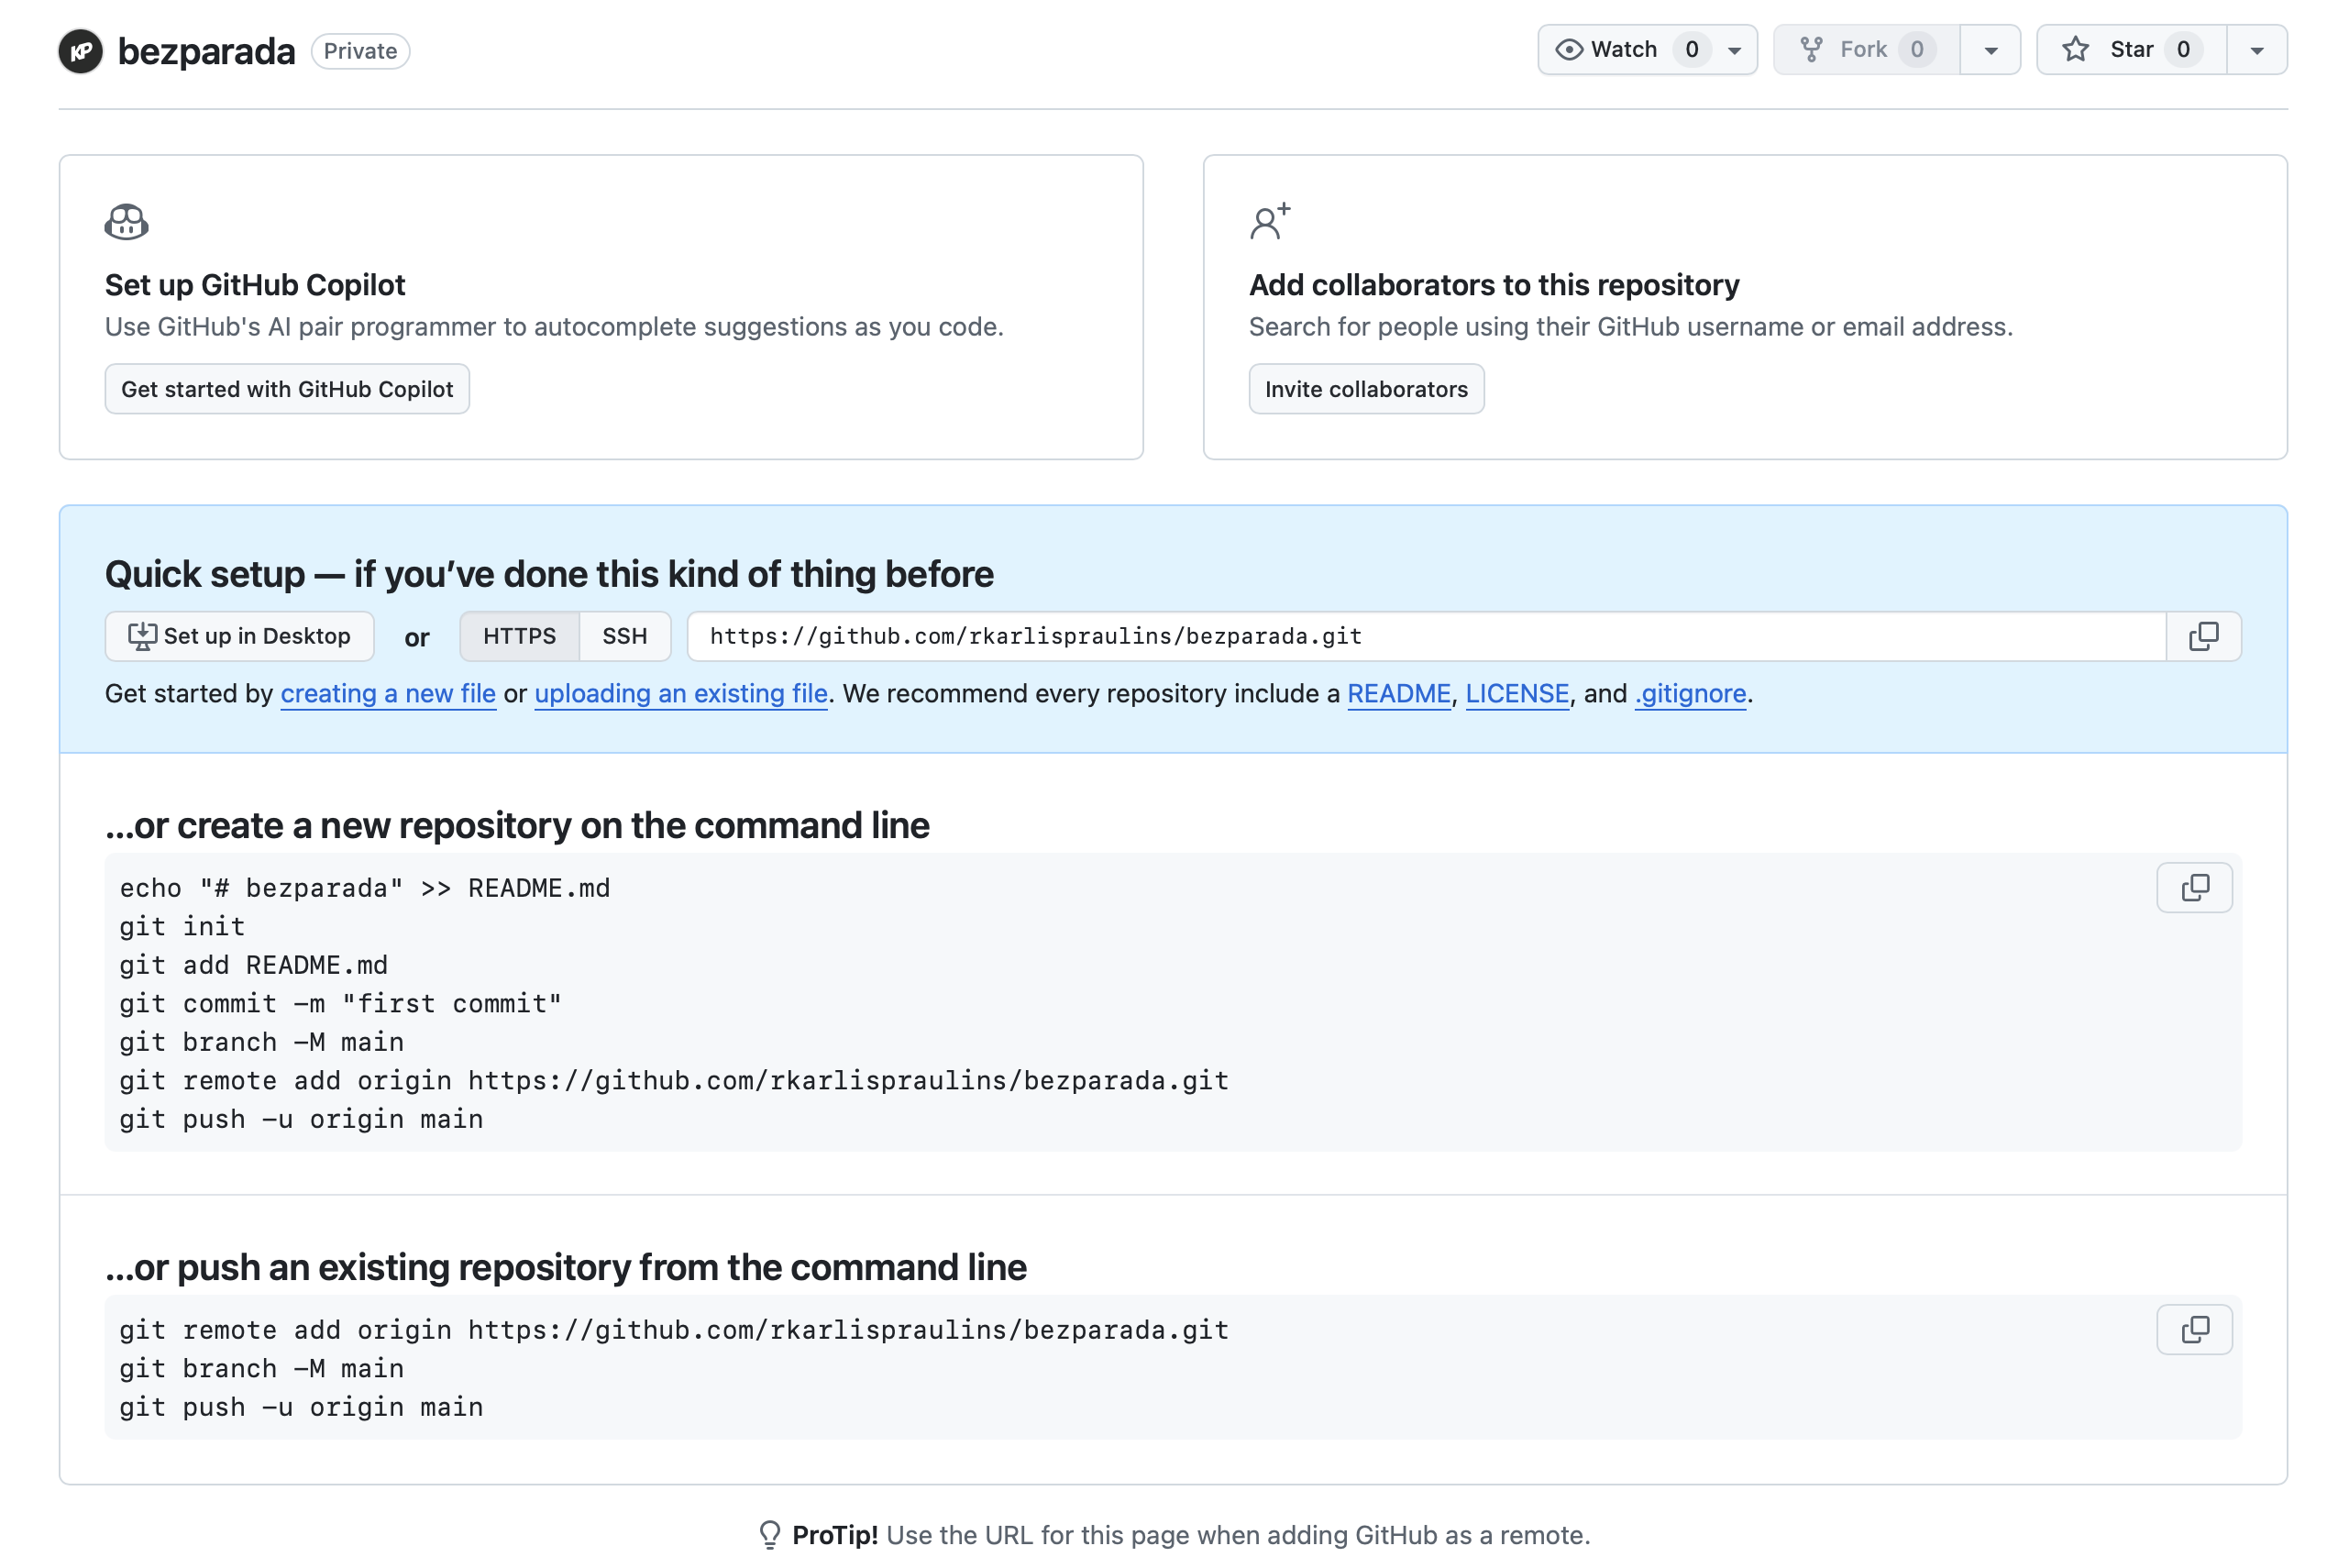 KP bezparada Private Watch 0 Fork 0 Star 0
Set up GitHub Copilot
Use GitHub's AI pair programmer to autocomplete suggestions as you code.
Get started with GitHub Copilot
Add collaborators to this repository
Search for people using their GitHub username or email address.
Invite collaborators
Quick setup — if you’ve done this kind of thing before
Set up in Desktop or HTTPS SSH https://github.com/rkarlispraulins/bezparada.git
Get started by creating a new file or uploading an existing file. We recommend every repository include a README, LICENSE, and .gitignore.
…or create a new repository on the command line
echo "# bezparada" >> README.md
git init
git add README.md
git commit -m "first commit"
git branch -M main
git remote add origin https://github.com/rkarlispraulins/bezparada.git
git push -u origin main
…or push an existing repository from the command line
git remote add origin https://github.com/rkarlispraulins/bezparada.git
git branch -M main
git push -u origin main
ProTip! Use the URL for this page when adding GitHub as a remote.